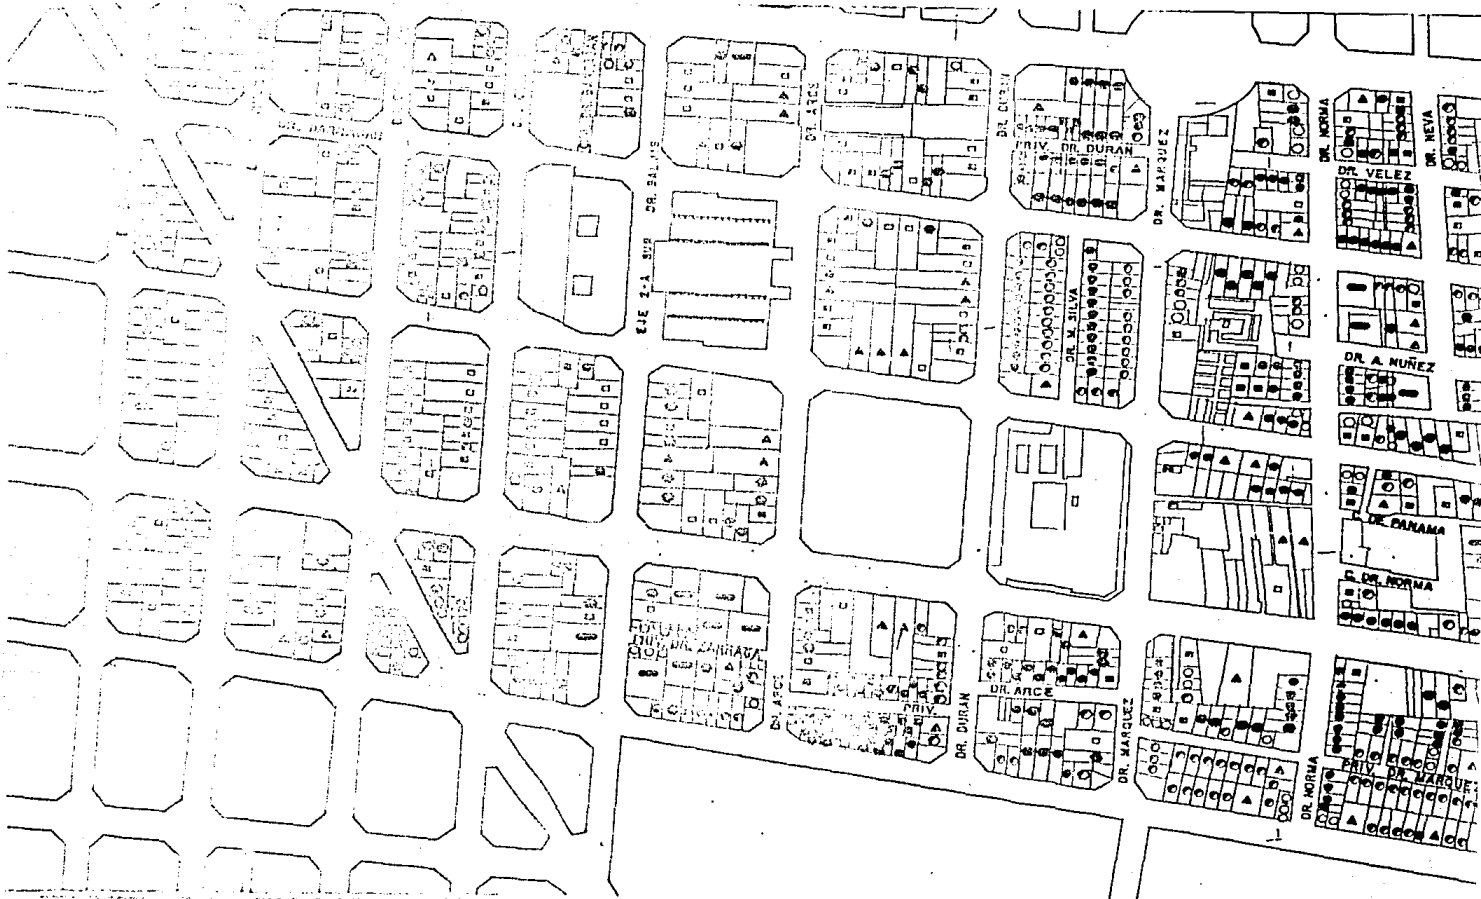 DR. BARRAGAN
DR. BALMIS
EJE 2-A SUR
DR. ARCE
DR. DURAN
PRIV. DR. DURAN
DR. MARQUEZ
DR. NORMA
DR. NEVA
DR. VELEZ
DR. M. SILVA
DR. A. NUÑEZ
DR. PANAMA
C. DR. NORMA
DR. ZARRAGA
DR. ARCE
DR. ARCE
PRIV.
DR. DURAN
DR. MARQUEZ
DR. NORMA
PRIV. DR. MARQUEZ